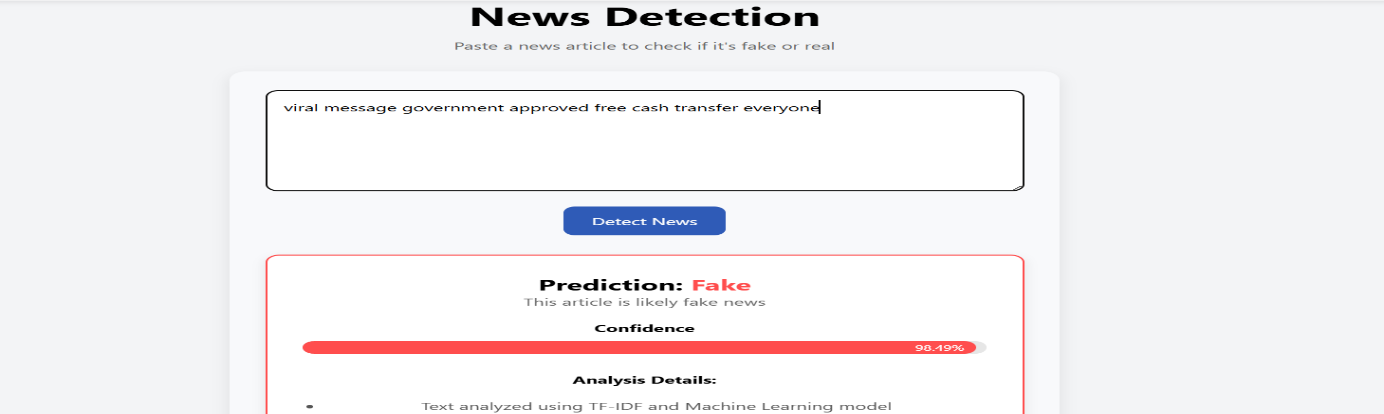 News Detection
Paste a news article to check if it's fake or real
viral message government approved free cash transfer everyone
Detect News
Prediction: Fake
This article is likely fake news
Confidence
98.49%
Analysis Details:
• Text analyzed using TF-IDF and Machine Learning model